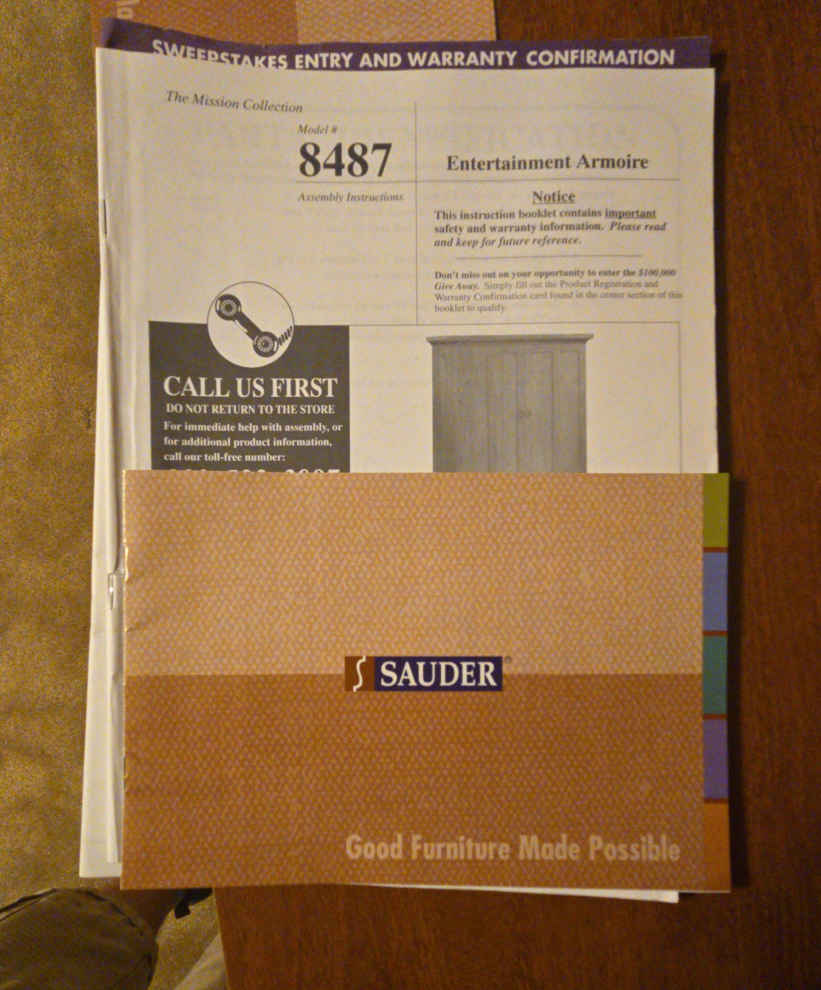 SWEEPSTAKES ENTRY AND WARRANTY CONFIRMATION
The Mission Collection
Model #
8487
Assembly Instructions
Entertainment Armoire
Notice
This instruction booklet contains important
safety and warranty information. Please read
and keep for future reference.
Don't miss out on your opportunity to enter the $100,000
Give Away. Simply fill out the Product Registration and
Warranty Confirmation card found in the center section of this
booklet to qualify.
CALL US FIRST
DO NOT RETURN TO THE STORE
For immediate help with assembly, or
for additional product information,
call our toll-free number:
SAUDER®
Good Furniture Made Possible